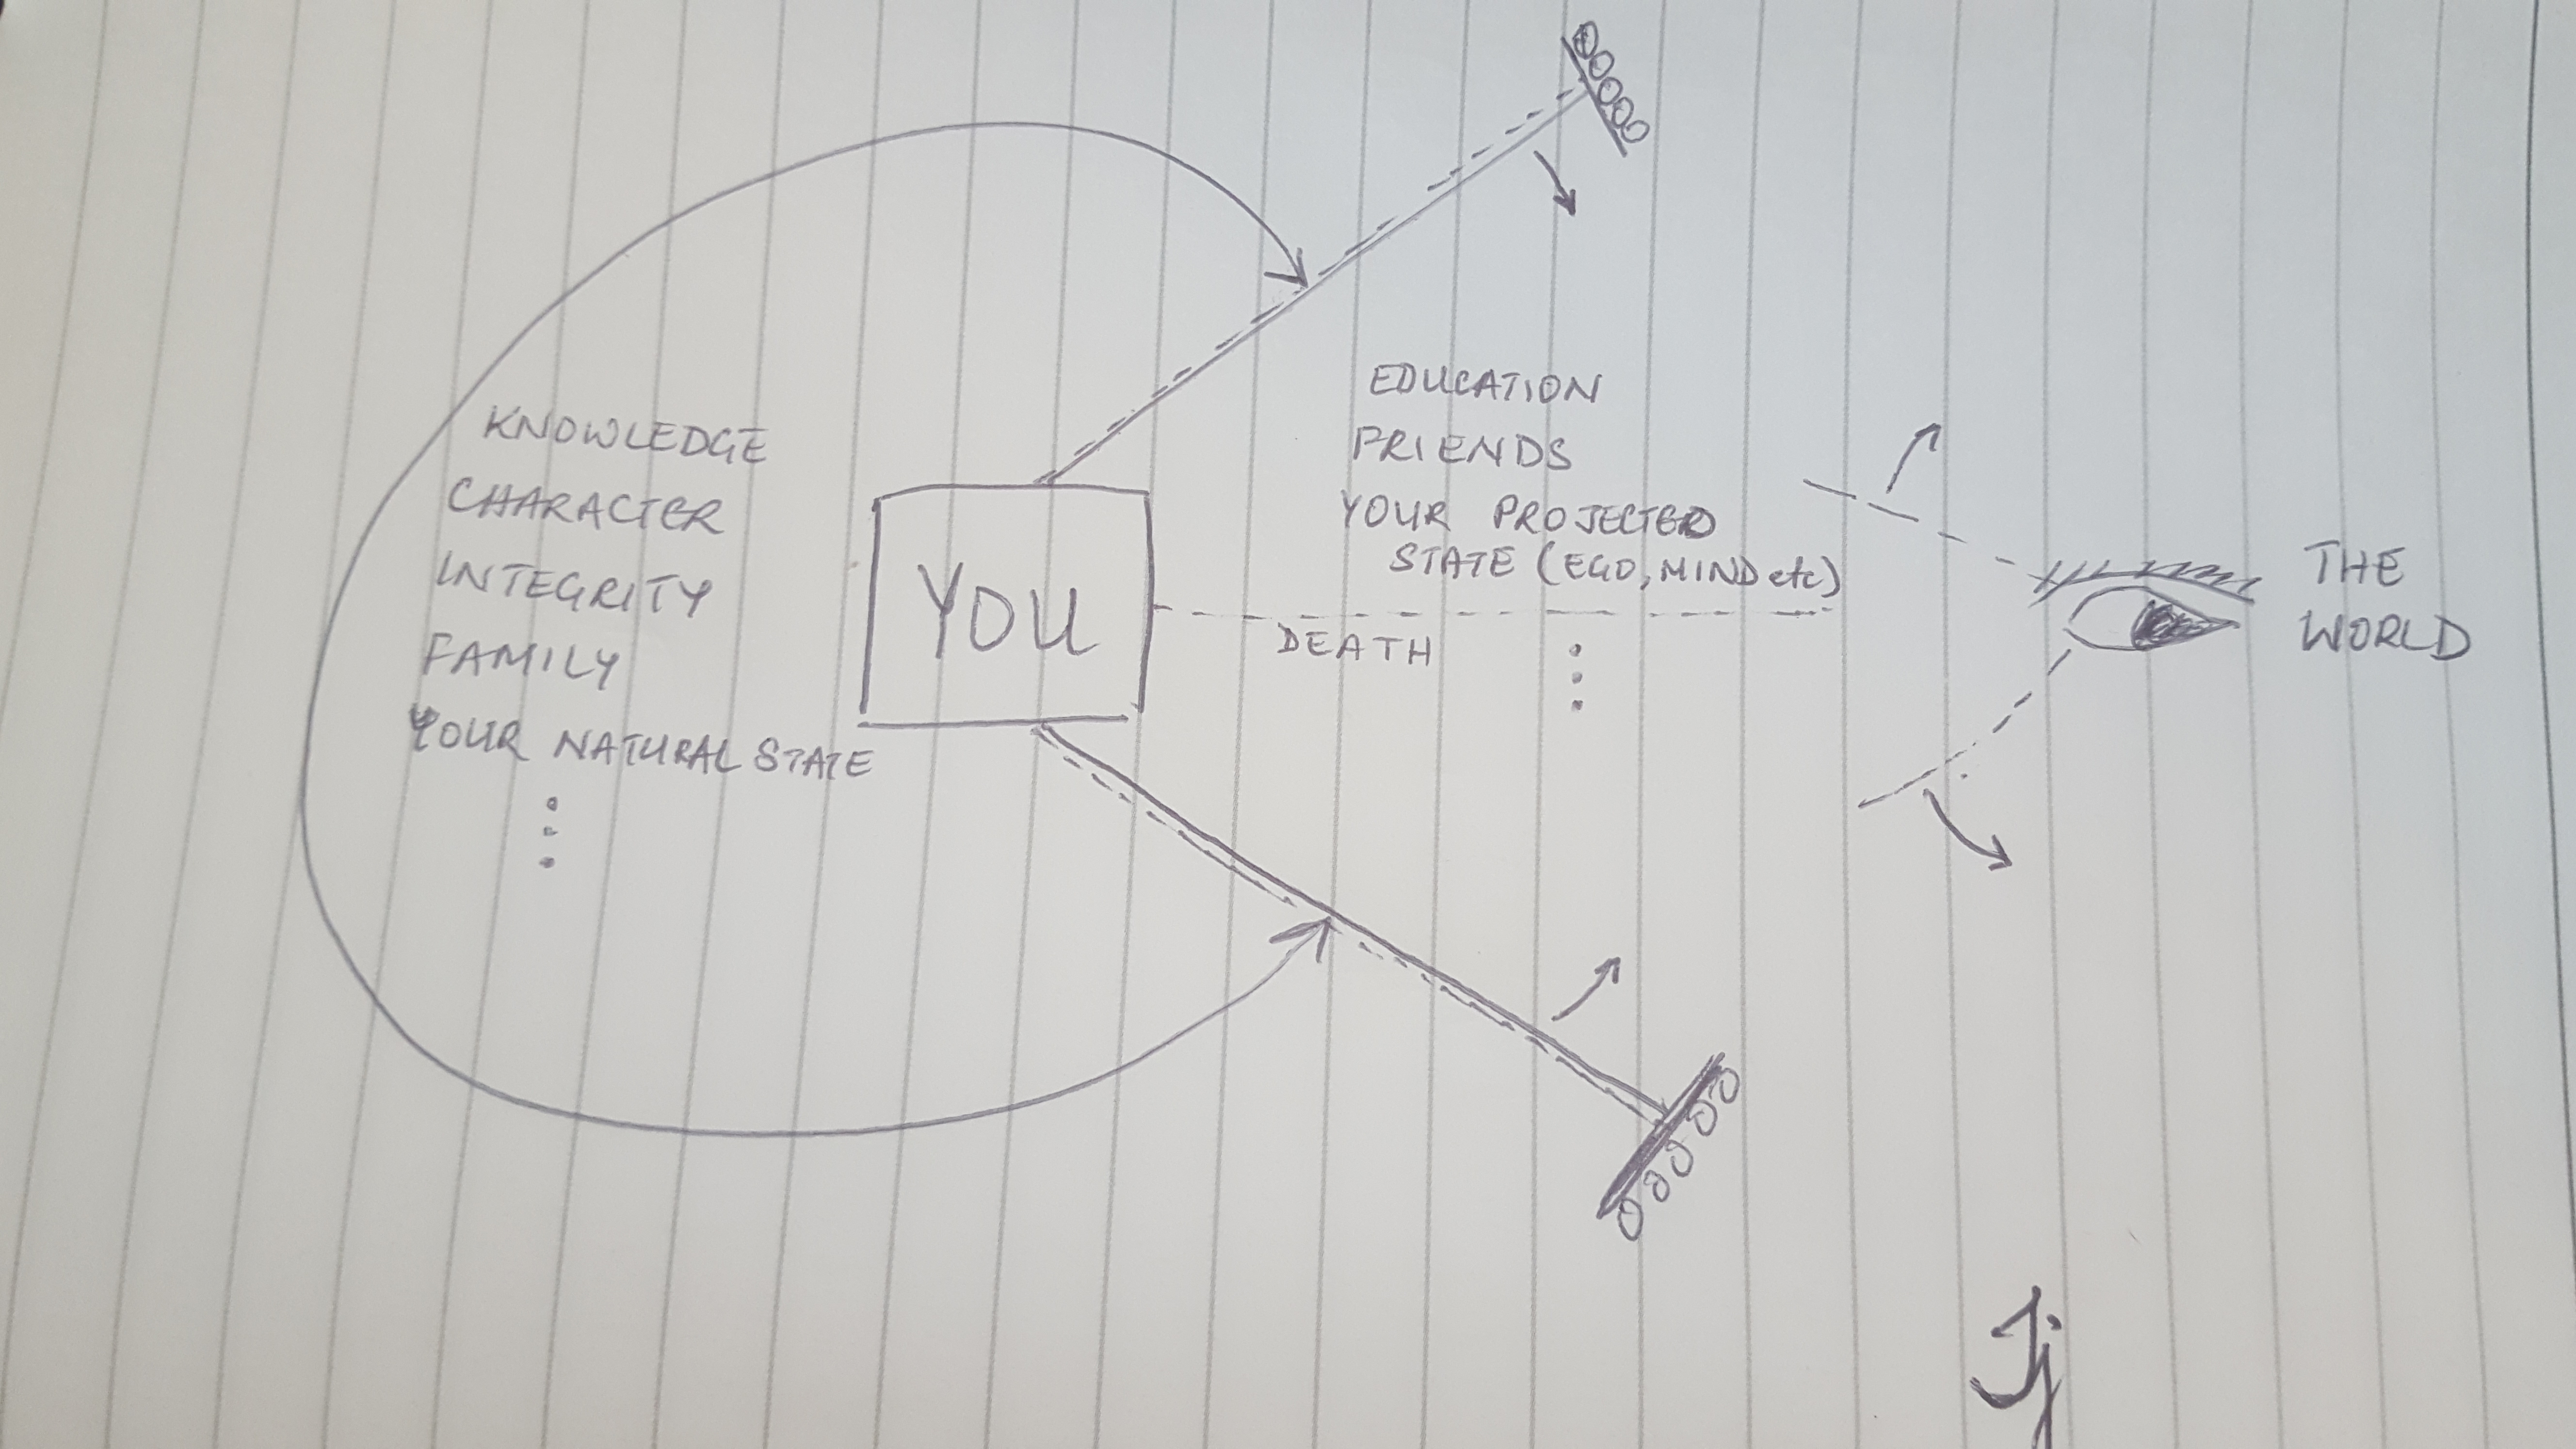 KNOWLEDGE
CHARACTER
INTEGRITY
FAMILY
YOUR NATURAL STATE
YOU
EDUCATION
FRIENDS
YOUR PROJECTED
STATE (EGO, MIND etc)
DEATH
THE
WORLD
Jj